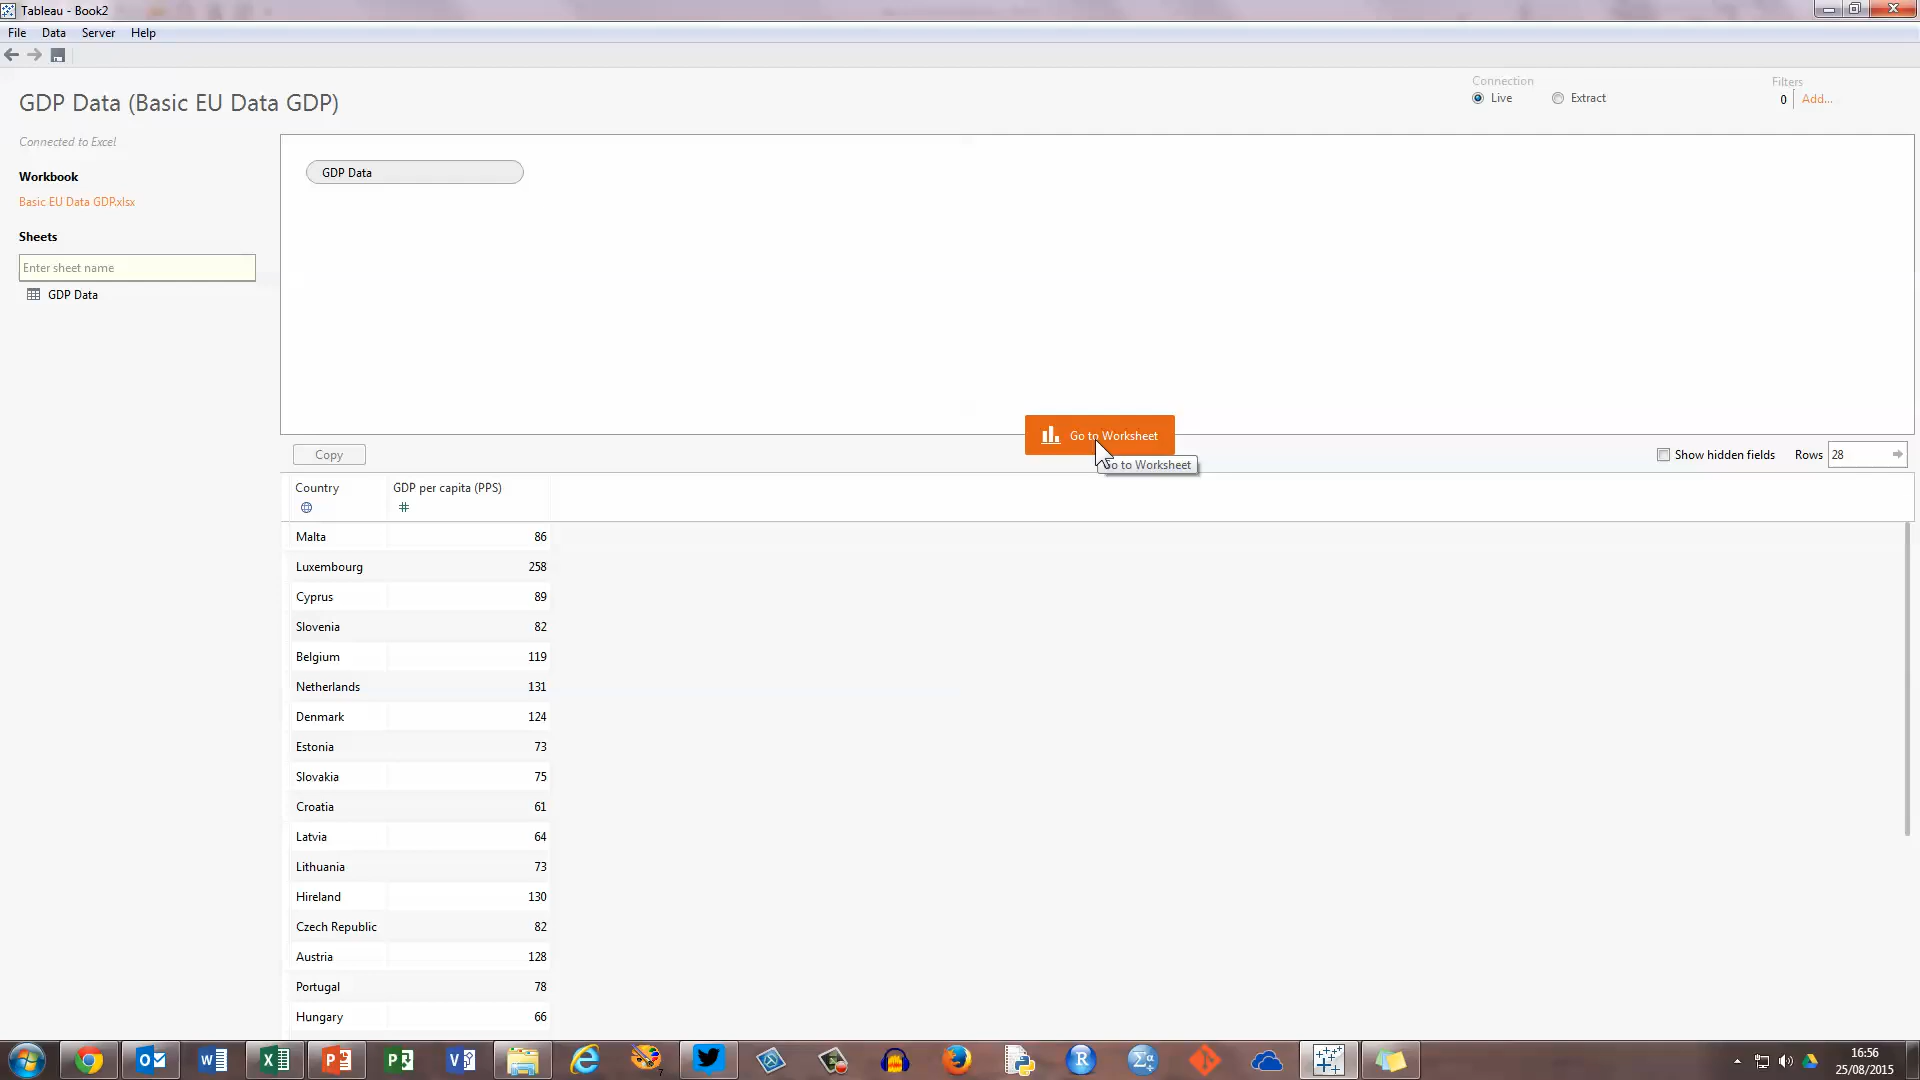 Tableau - Book2
File Data Server Help
GDP Data (Basic EU Data GDP)
Connection
Live Extract
Filters
0 Add...
Connected to Excel
Workbook
Basic EU Data GDP.xlsx
Sheets
Enter sheet name
GDP Data
GDP Data
Go to Worksheet
Go to Worksheet
Copy
Show hidden fields Rows 28
Country GDP per capita (PPS)
Malta 86
Luxembourg 258
Cyprus 89
Slovenia 82
Belgium 119
Netherlands 131
Denmark 124
Estonia 73
Slovakia 75
Croatia 61
Latvia 64
Lithuania 73
Hireland 130
Czech Republic 82
Austria 128
Portugal 78
Hungary 66
16:56
25/08/2015